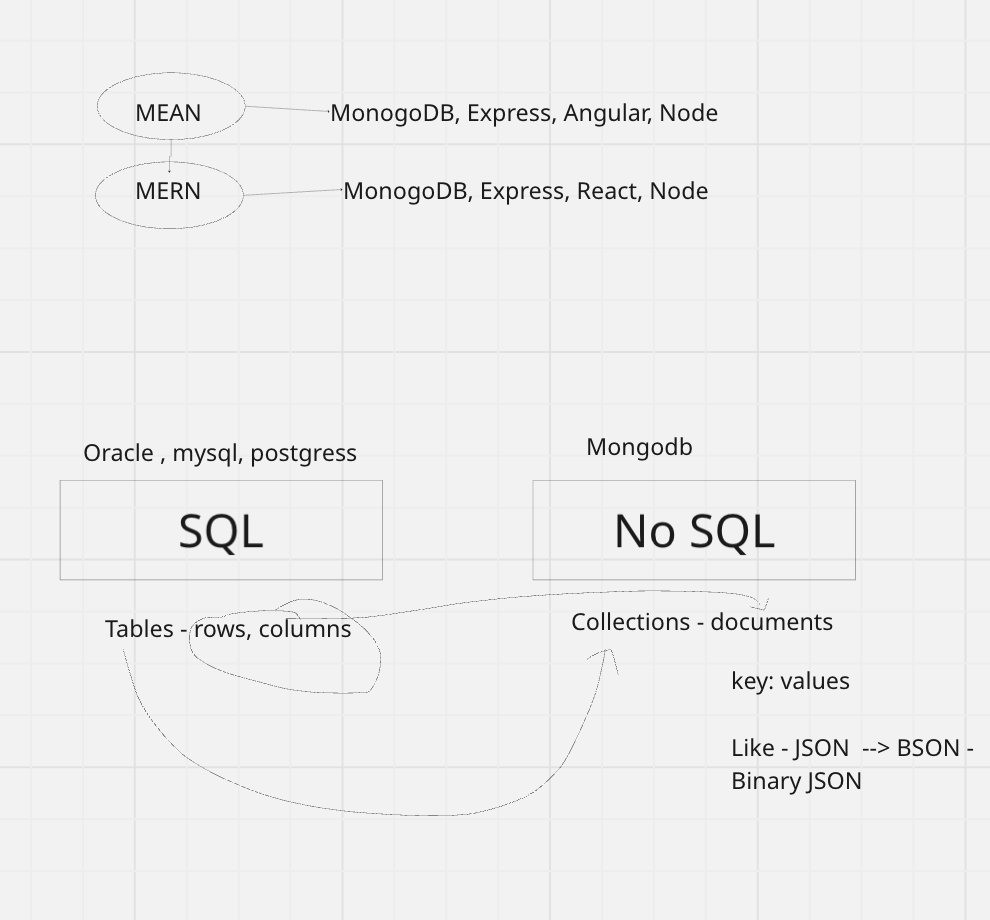 MEAN
MonogoDB, Express, Angular, Node
MERN
MonogoDB, Express, React, Node
Oracle , mysql, postgress
SQL
Tables - rows, columns
Mongodb
No SQL
Collections - documents
key: values
Like - JSON --> BSON -
Binary JSON